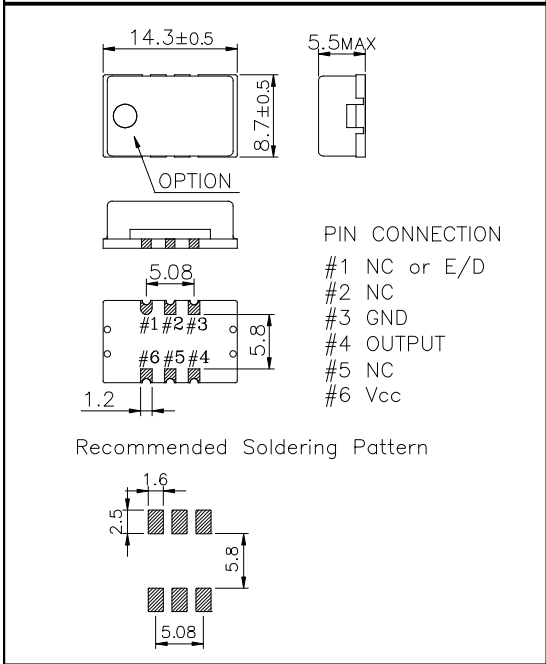 14.3±0.5
5.5MAX
8.7±0.5
OPTION
PIN CONNECTION
#1 NC or E/D
#2 NC
#3 GND
#4 OUTPUT
#5 NC
#6 Vcc
5.08
#1 #2 #3
#6 #5 #4
5.8
1.2
Recommended Soldering Pattern
1.6
2.5
5.8
5.08